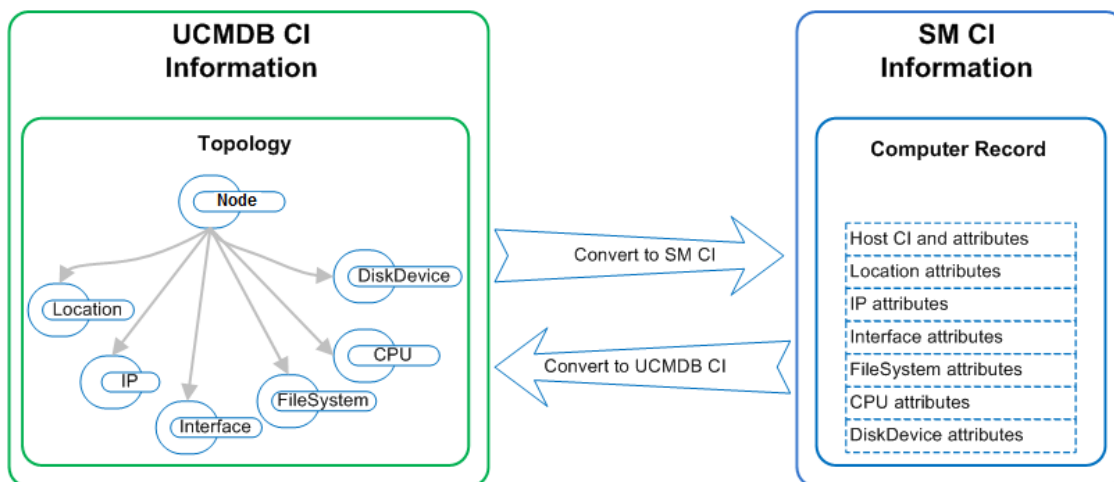 UCMDB CI
Information
Topology
Node
DiskDevice
Location
CPU
IP
FileSystem
Interface
Convert to SM CI
Convert to UCMDB CI
SM CI
Information
Computer Record
Host CI and attributes
Location attributes
IP attributes
Interface attributes
FileSystem attributes
CPU attributes
DiskDevice attributes